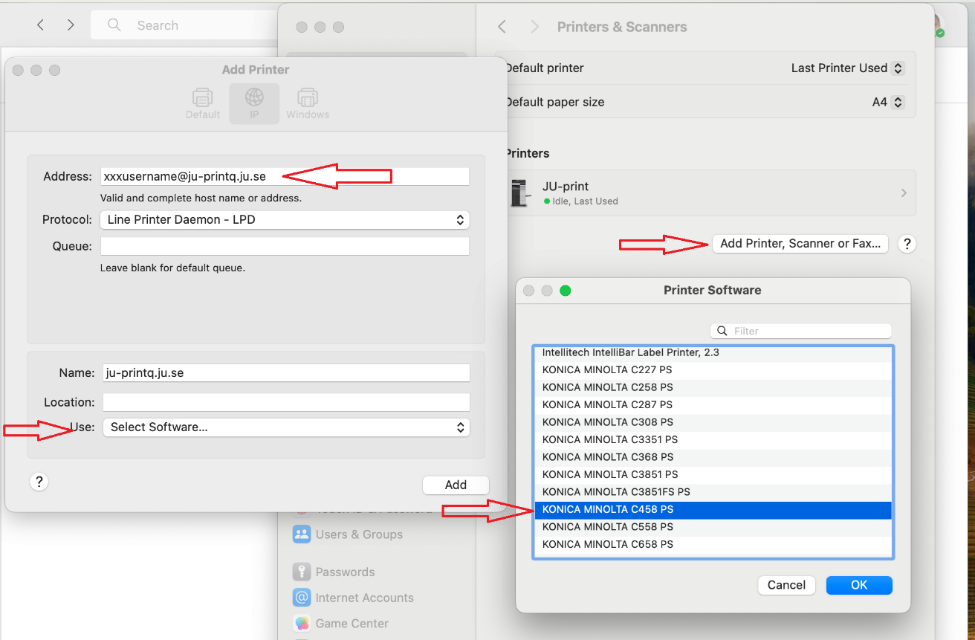 Search
Printers & Scanners
Add Printer
Default
IP
Windows
Default printer
Last Printer Used
Default paper size
A4
Printers
JU-print
Idle, Last Used
Add Printer, Scanner or Fax...
?
Address:
xxxusername@ju-printq.ju.se
Valid and complete host name or address.
Protocol:
Line Printer Daemon - LPD
Queue:
Leave blank for default queue.
Name:
ju-printq.ju.se
Location:
Use:
Select Software...
?
Add
Printer Software
Filter
Intellitech IntelliBar Label Printer, 2.3
KONICA MINOLTA C227 PS
KONICA MINOLTA C258 PS
KONICA MINOLTA C287 PS
KONICA MINOLTA C308 PS
KONICA MINOLTA C3351 PS
KONICA MINOLTA C368 PS
KONICA MINOLTA C3851 PS
KONICA MINOLTA C3851FS PS
KONICA MINOLTA C458 PS
KONICA MINOLTA C558 PS
KONICA MINOLTA C658 PS
Cancel
OK
Users & Groups
Passwords
Internet Accounts
Game Center